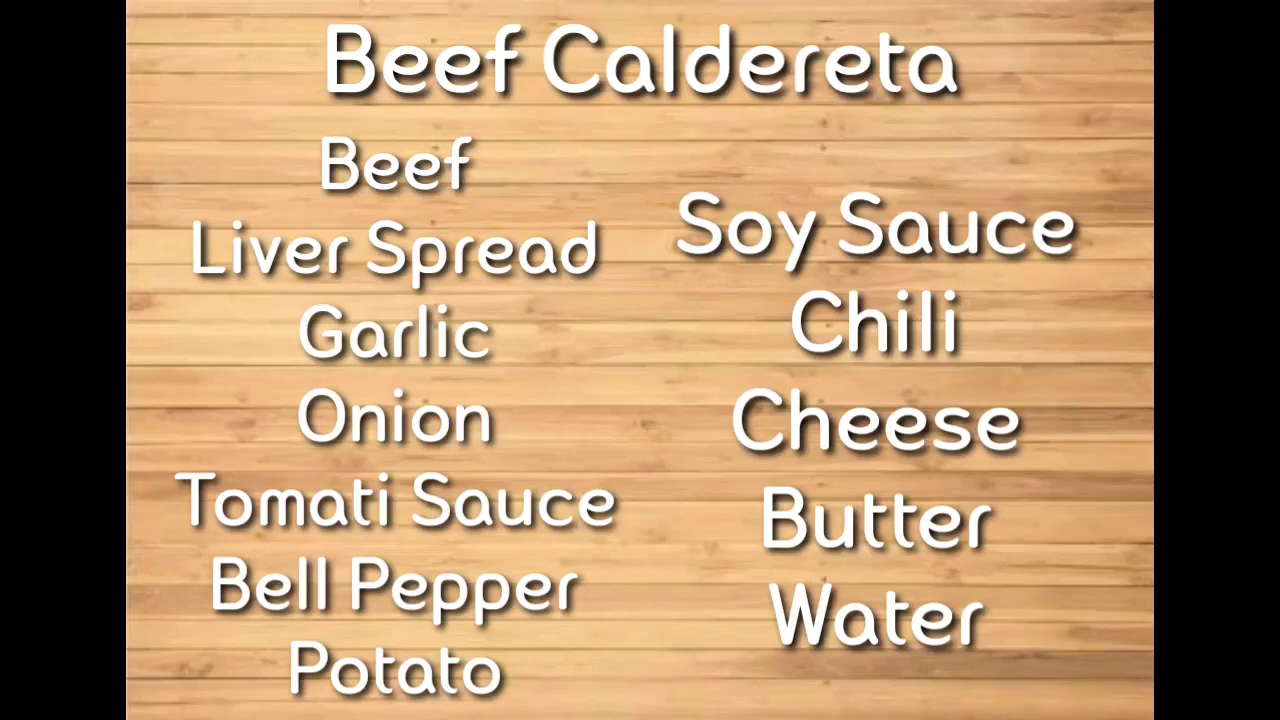 Beef Caldereta
Beef
Liver Spread
Garlic
Onion
Tomati Sauce
Bell Pepper
Potato
Soy Sauce
Chili
Cheese
Butter
Water